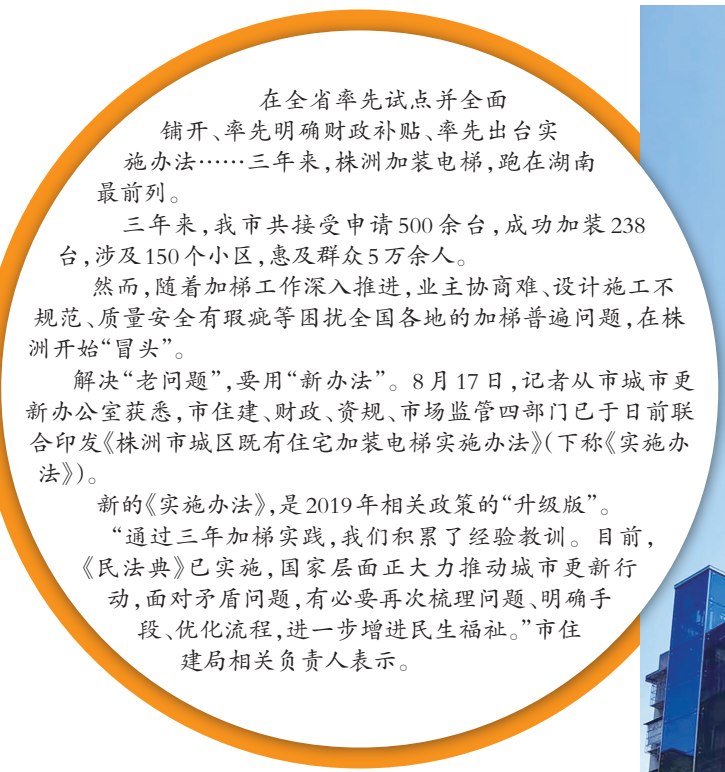 在全省率先试点并全面
铺开、率先明确财政补贴、率先出台实
施办法……三年来，株洲加装电梯，跑在湖南
最前列。
三年来，我市共接受申请500余台，成功加装238
台，涉及150个小区，惠及群众5万余人。
然而，随着加梯工作深入推进，业主协商难、设计施工不
规范、质量安全有瑕疵等困扰全国各地的加梯普遍问题，在株
洲开始“冒头”。
解决“老问题”，要用“新办法”。8月17日，记者从市城市更
新办公室获悉，市住建、财政、资规、市场监管四部门已于日前联
合印发《株洲市城区既有住宅加装电梯实施办法》(下称《实施办
法》)。
新的《实施办法》，是2019年相关政策的“升级版”。
“通过三年加梯实践，我们积累了经验教训。目前，
《民法典》已实施，国家层面正大力推动城市更新行
动，面对矛盾问题，有必要再次梳理问题、明确手
段、优化流程，进一步增进民生福祉。”市住
建局相关负责人表示。